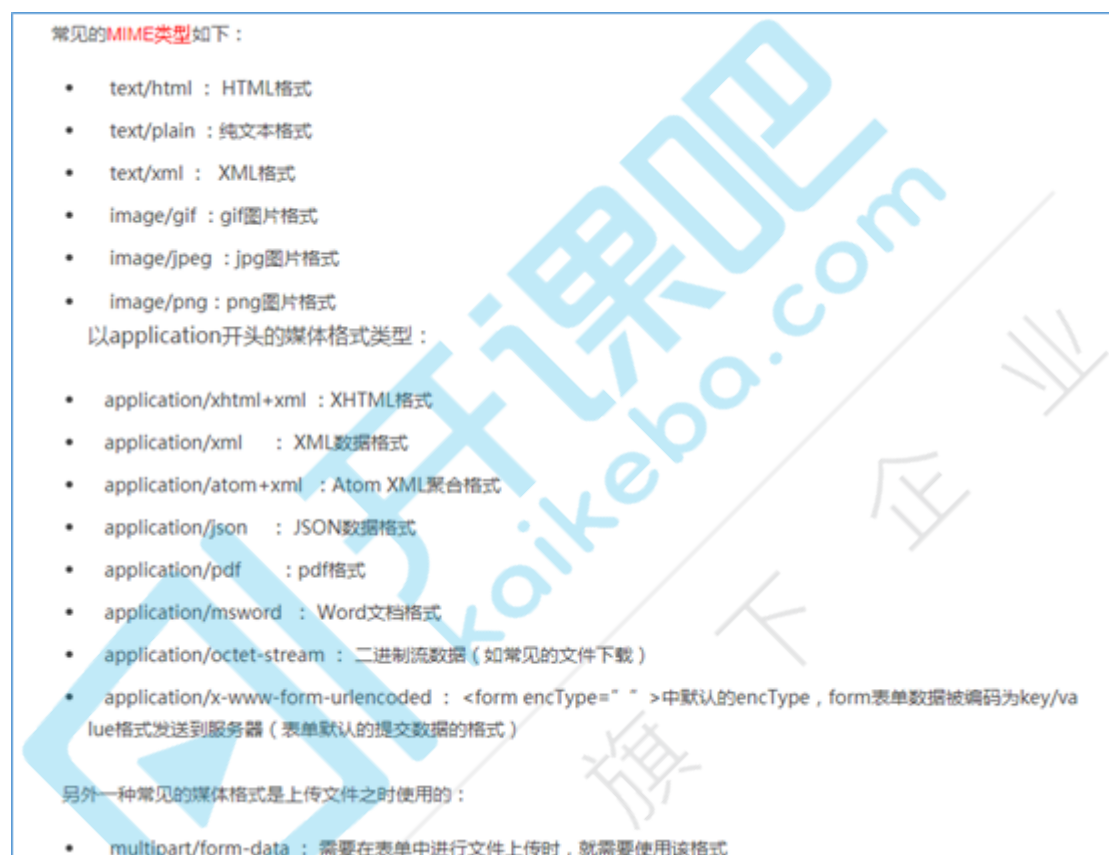 常见的MIME类型如下：
• text/html ： HTML格式
• text/plain ：纯文本格式
• text/xml ： XML格式
• image/gif ：gif图片格式
• image/jpeg ：jpg图片格式
• image/png：png图片格式
以application开头的媒体格式类型：
• application/xhtml+xml ：XHTML格式
• application/xml ： XML数据格式
• application/atom+xml ：Atom XML聚合格式
• application/json ： JSON数据格式
• application/pdf ：pdf格式
• application/msword ： Word文档格式
• application/octet-stream ： 二进制流数据（如常见的文件下载）
• application/x-www-form-urlencoded ： <form encType=” ”>中默认的encType，form表单数据被编码为key/va
lue格式发送到服务器（表单默认的提交数据的格式）
另外一种常见的媒体格式是上传文件之时使用的：
• multipart/form-data ： 需要在表单中进行文件上传时，就需要使用该格式
开课吧
kaikeba.com
旗下企业